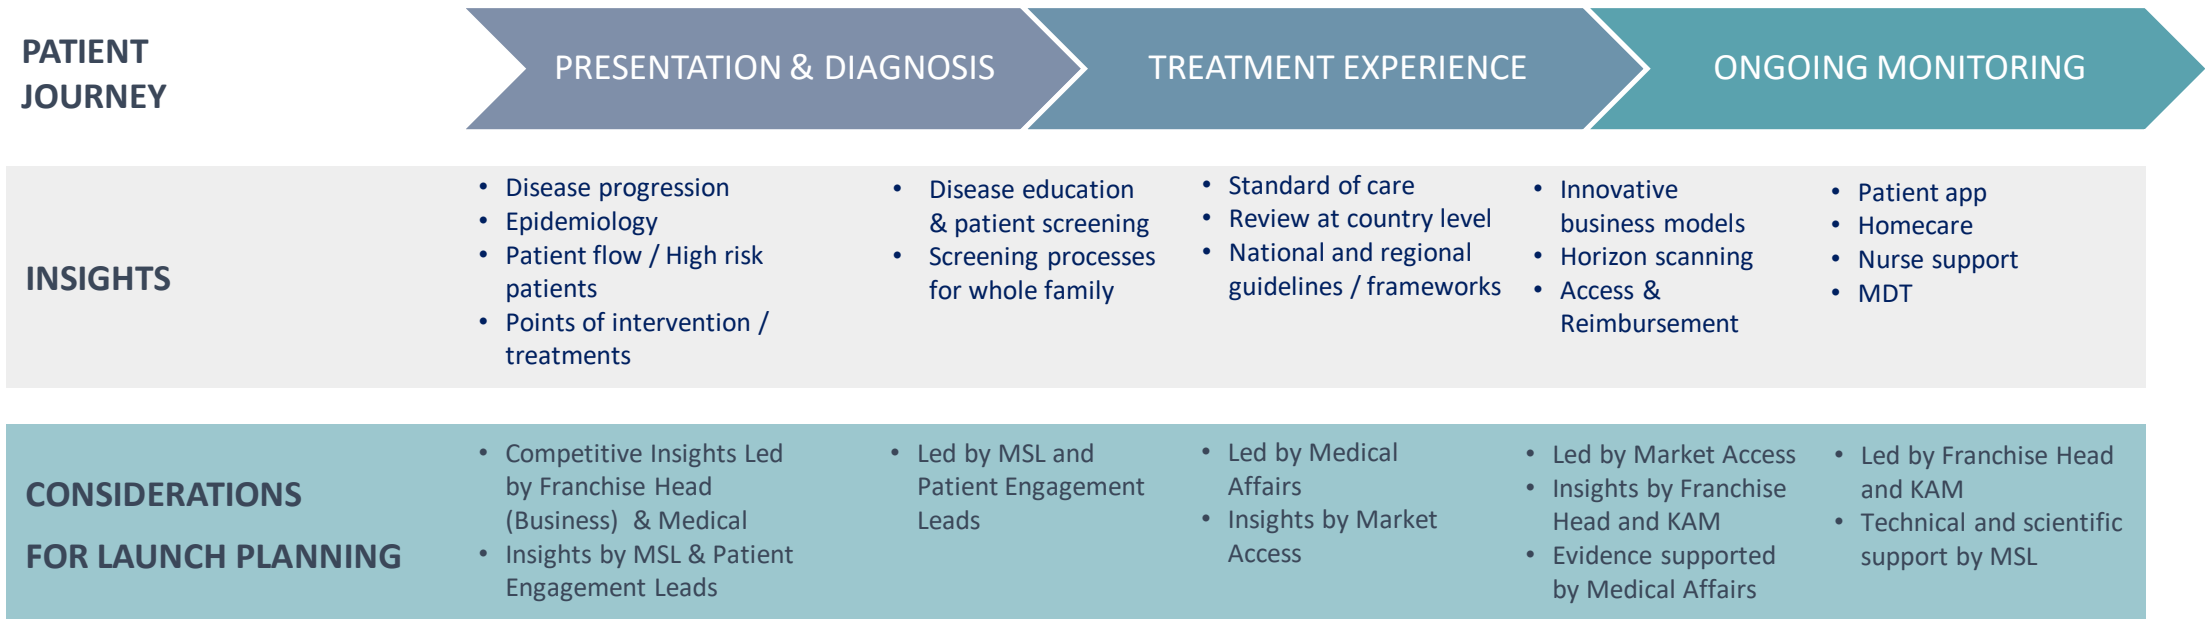 PATIENT
JOURNEY
PRESENTATION & DIAGNOSIS
TREATMENT EXPERIENCE
ONGOING MONITORING
INSIGHTS
• Disease progression
• Epidemiology
• Patient flow / High risk
patients
• Points of intervention /
treatments
• Disease education
& patient screening
• Screening processes
for whole family
• Standard of care
• Review at country level
• National and regional
guidelines / frameworks
• Innovative
business models
• Horizon scanning
• Access &
Reimbursement
• Patient app
• Homecare
• Nurse support
• MDT
CONSIDERATIONS
FOR LAUNCH PLANNING
• Competitive Insights Led
by Franchise Head
(Business) & Medical
• Insights by MSL & Patient
Engagement Leads
• Led by MSL and
Patient Engagement
Leads
• Led by Medical
Affairs
• Insights by Market
Access
• Led by Market Access
• Insights by Franchise
Head and KAM
• Evidence supported
by Medical Affairs
• Led by Franchise Head
and KAM
• Technical and scientific
support by MSL